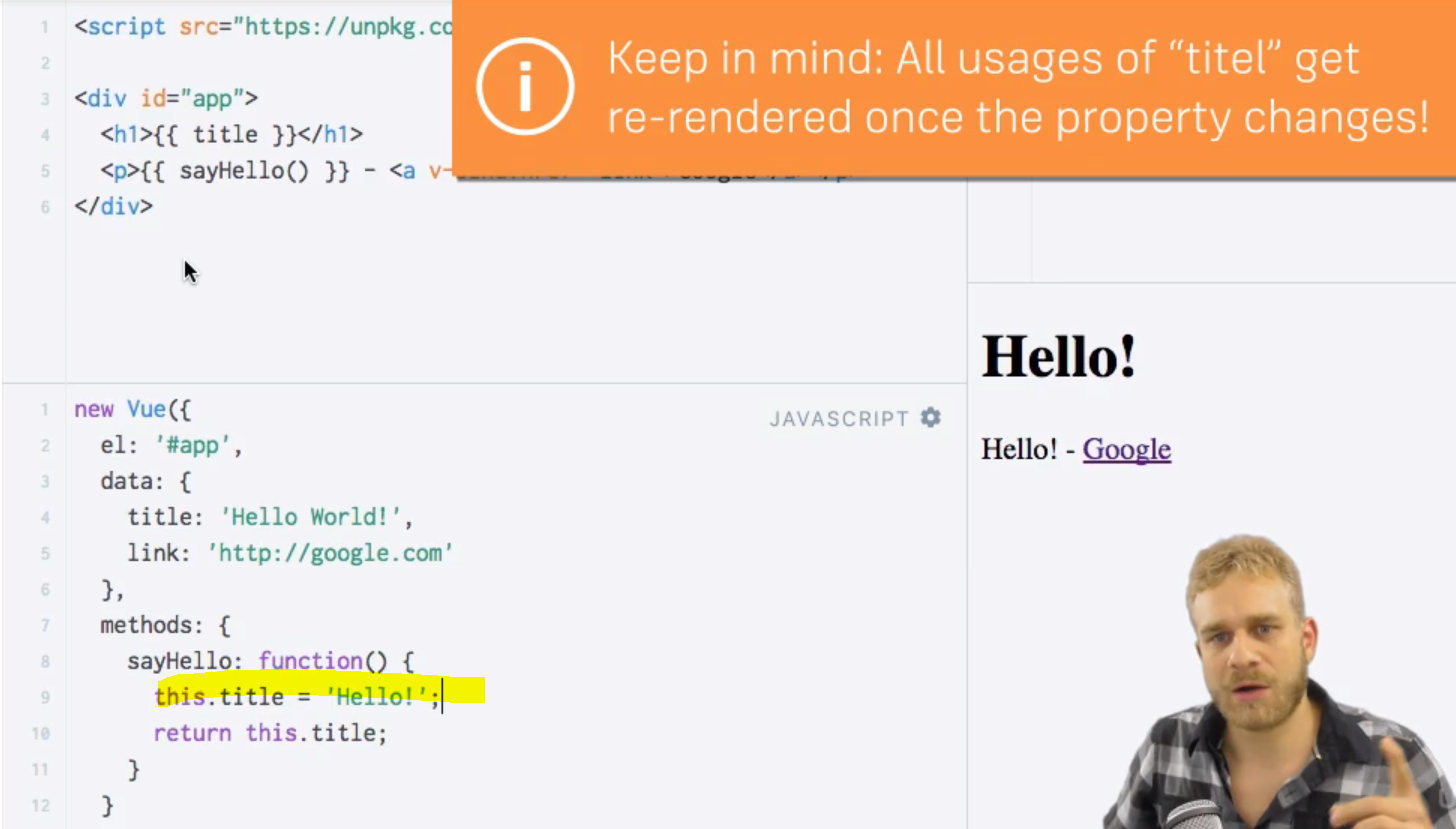 1 <script src="https://unpkg.co
Keep in mind: All usages of “titel” get
re-rendered once the property changes!
2
3 <div id="app">
4 <h1>{{ title }}</h1>
5 <p>{{ sayHello() }} - <a v-
6 </div>
Hello!
Hello! - Google
JAVASCRIPT
1 new Vue({
2 el: '#app',
3 data: {
4 title: 'Hello World!',
5 link: 'http://google.com'
6 },
7 methods: {
8 sayHello: function() {
9 this.title = 'Hello!';
10 return this.title;
11 }
12 }